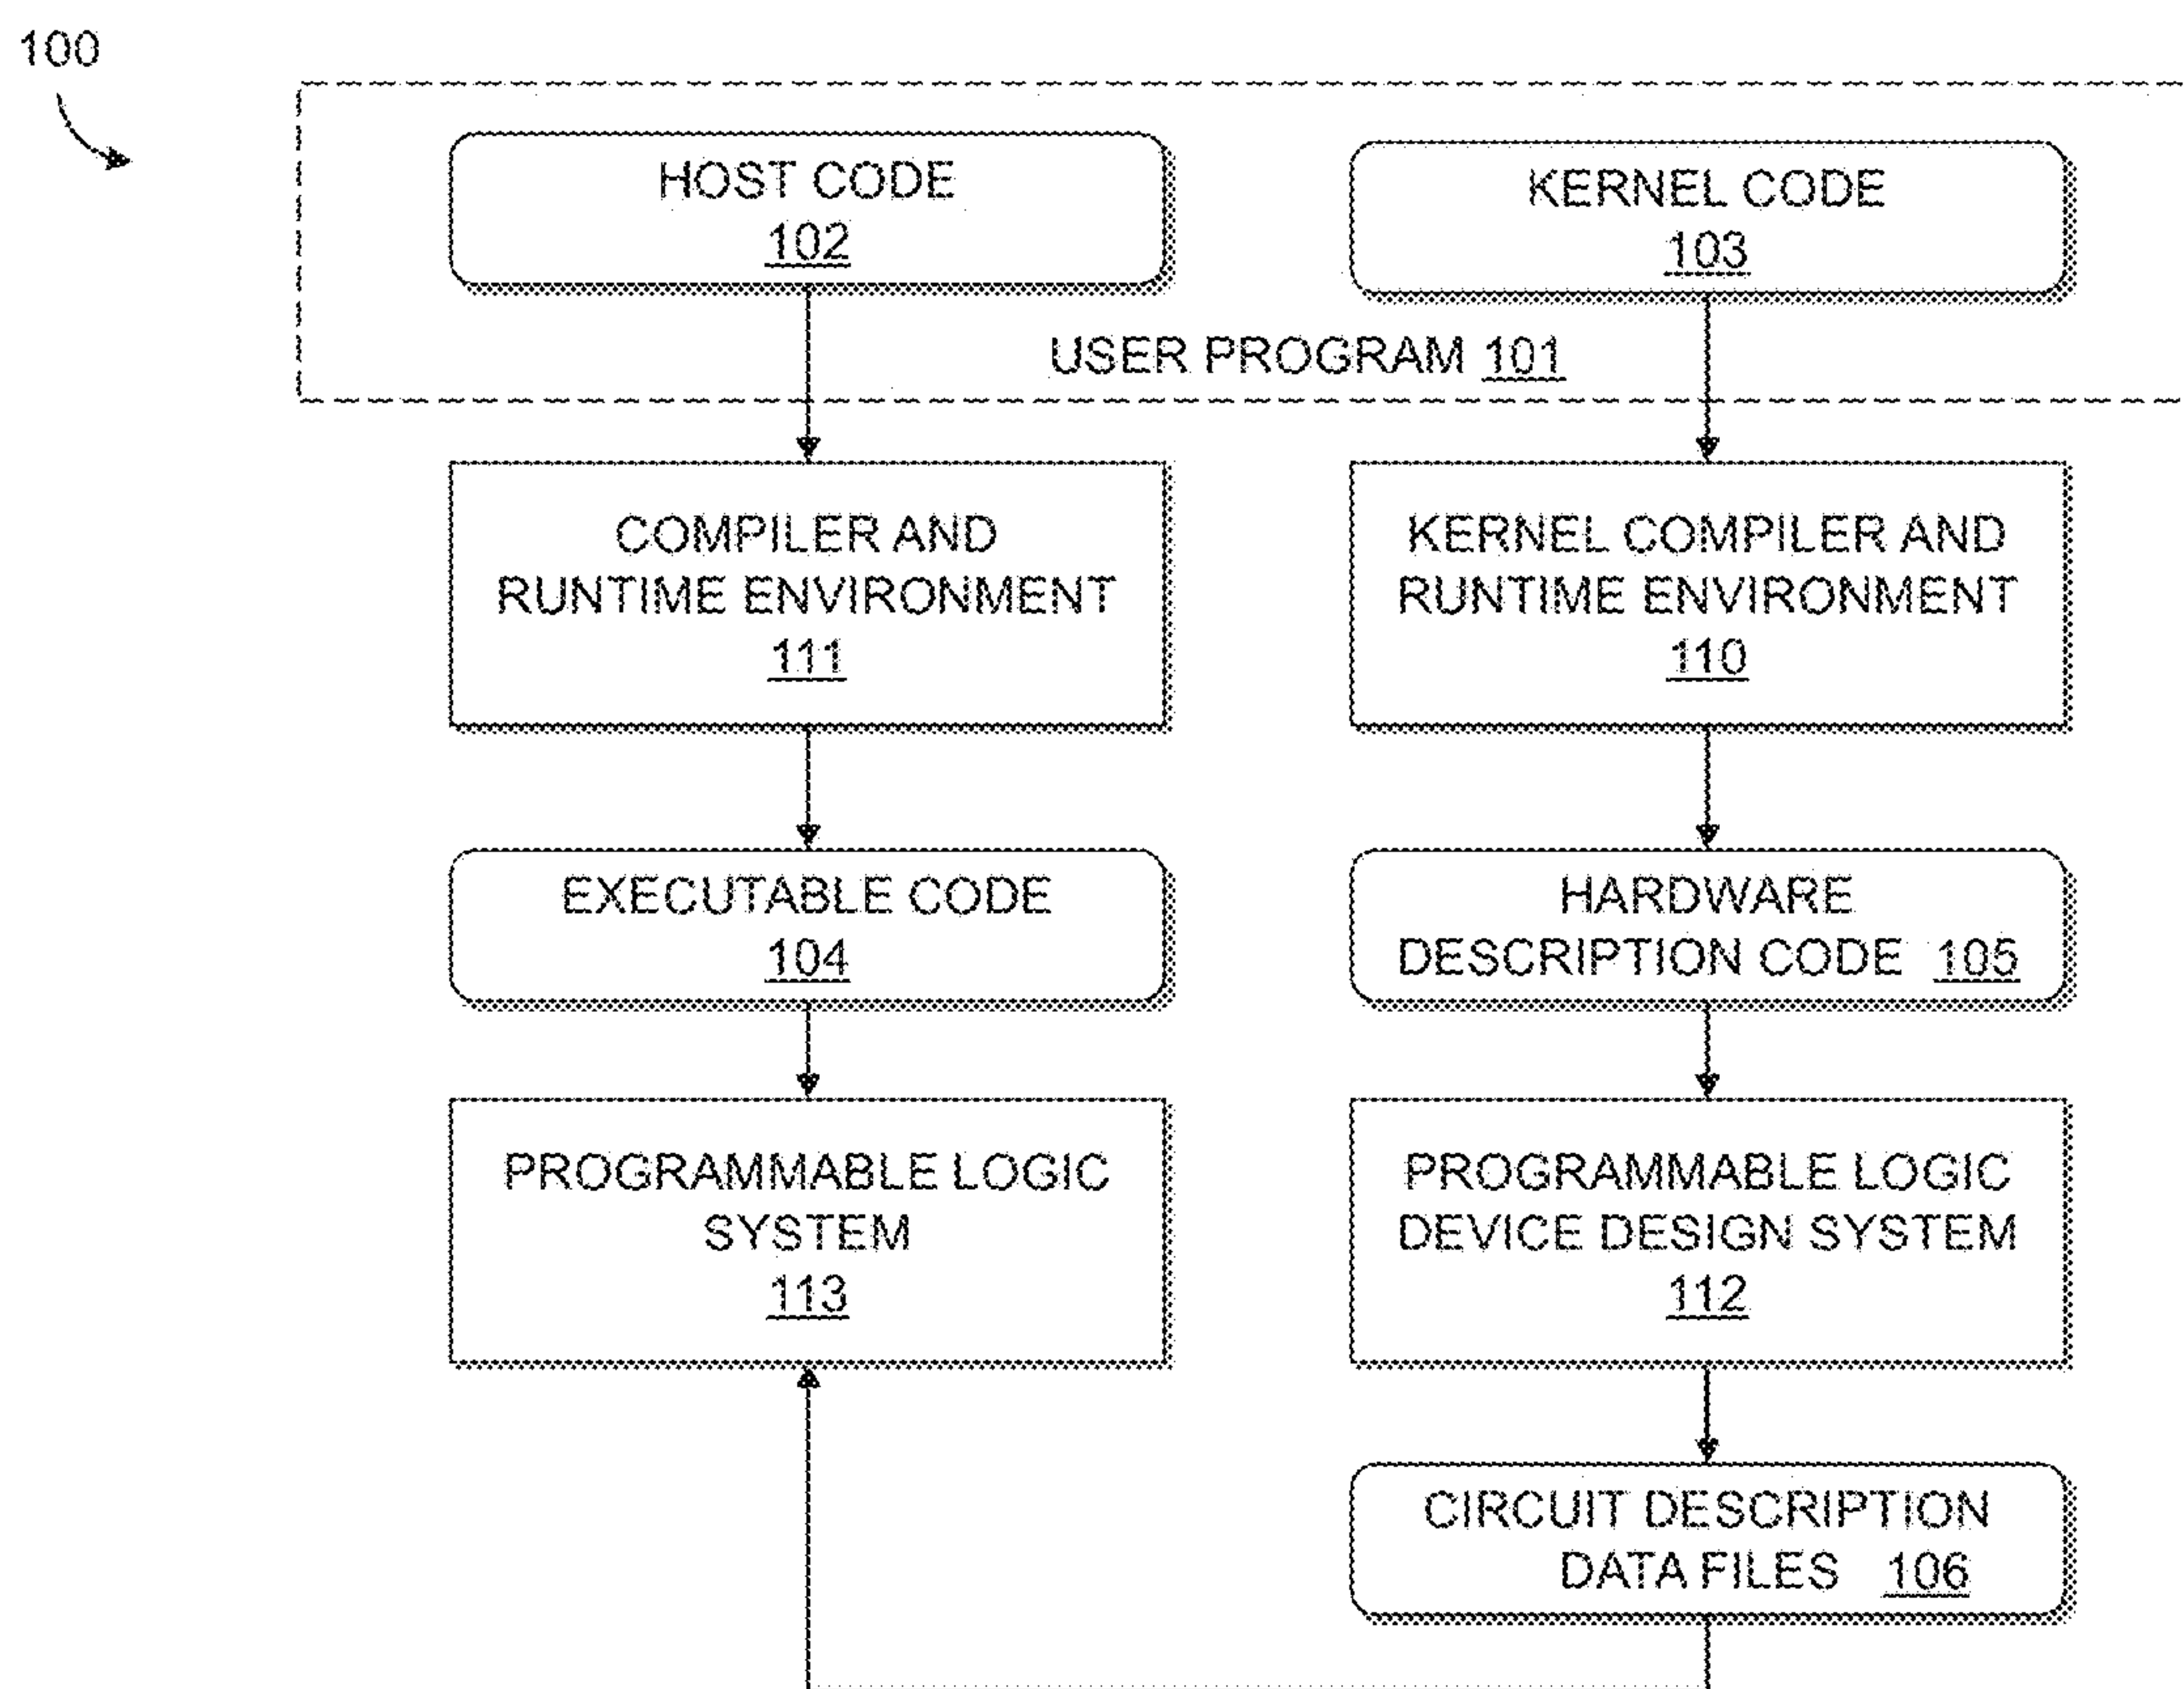 100
HOST CODE
102
KERNEL CODE
103
USER PROGRAM 101
COMPILER AND
RUNTIME ENVIRONMENT
111
KERNEL COMPILER AND
RUNTIME ENVIRONMENT
110
EXECUTABLE CODE
104
HARDWARE
DESCRIPTION CODE 105
PROGRAMMABLE LOGIC
SYSTEM
113
PROGRAMMABLE LOGIC
DEVICE DESIGN SYSTEM
112
CIRCUIT DESCRIPTION
DATA FILES 106